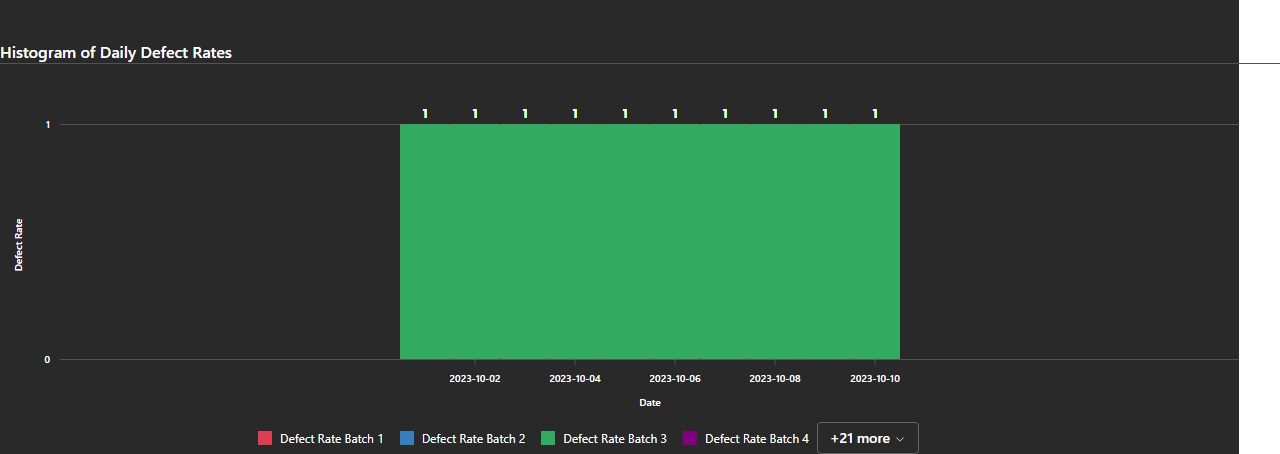 Histogram of Daily Defect Rates
1 1 1 1 1 1 1 1 1 1
1
Defect Rate
0
2023-10-02 2023-10-04 2023-10-06 2023-10-08 2023-10-10
Date
Defect Rate Batch 1 Defect Rate Batch 2 Defect Rate Batch 3 Defect Rate Batch 4 +21 more